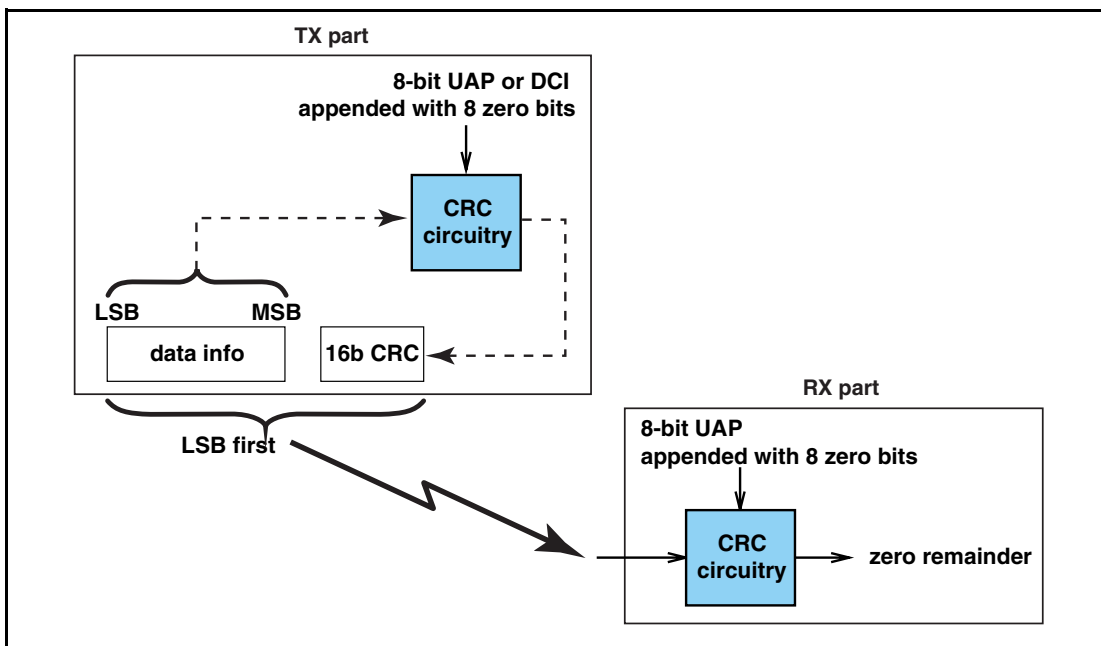 TX part
8-bit UAP or DCI
appended with 8 zero bits
CRC
circuitry
LSB
MSB
data info
16b CRC
LSB first
RX part
8-bit UAP
appended with 8 zero bits
CRC
circuitry
zero remainder